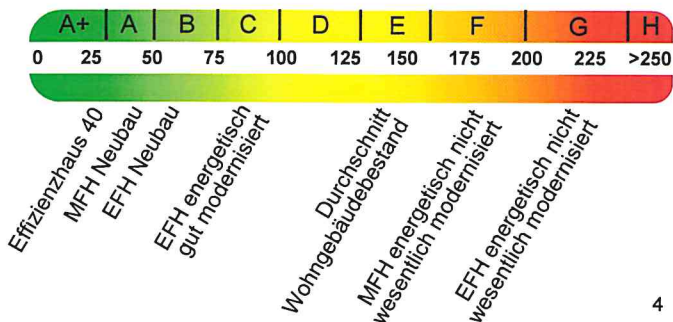 A+ A B C D E F G H
0 25 50 75 100 125 150 175 200 225 >250
Effizienzhaus 40
MFH Neubau
EFH Neubau
EFH energetisch
gut modernisiert
Durchschnitt
Wohngebäudebestand
MFH energetisch nicht
wesentlich modernisiert
EFH energetisch nicht
wesentlich modernisiert
4